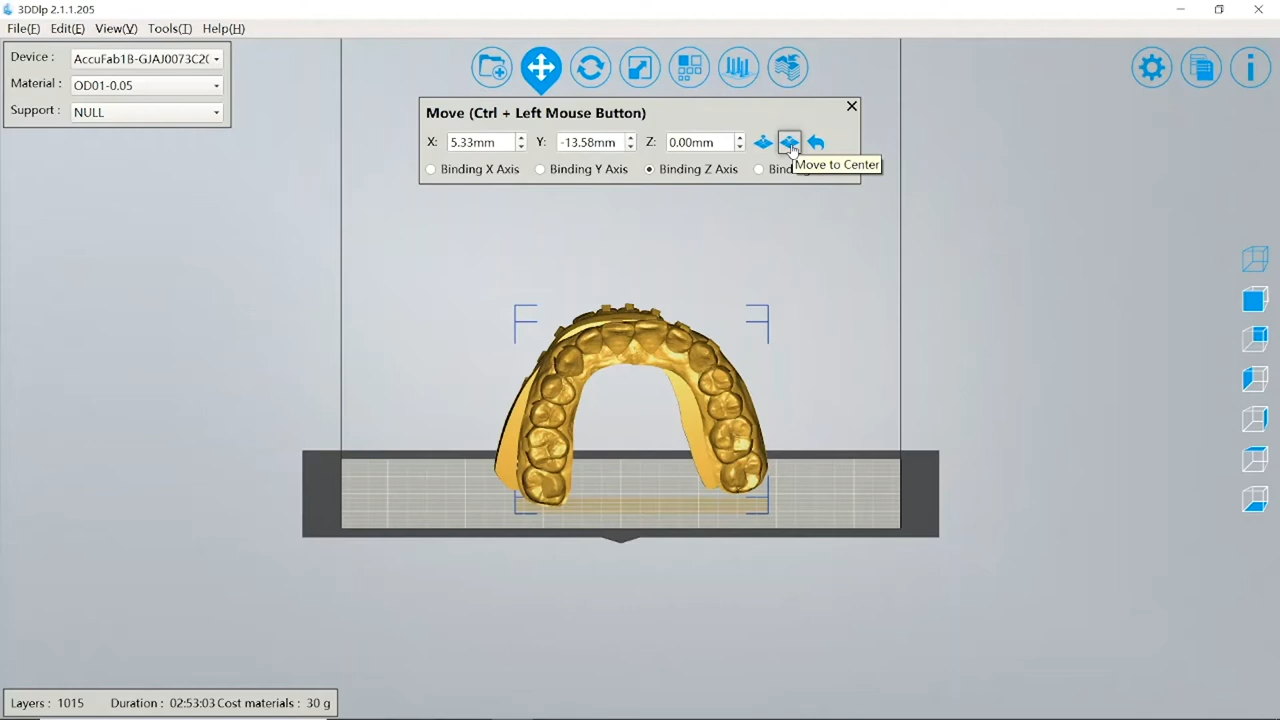 3DDlp 2.1.1.205
File(F) Edit(E) View(V) Tools(T) Help(H)
Device : AccuFab1B-GJAJ0073C2(
Material : OD01-0.05
Support : NULL
Move (Ctrl + Left Mouse Button)
X: 5.33mm Y: -13.58mm Z: 0.00mm
Move to Center
Binding X Axis Binding Y Axis Binding Z Axis
Layers : 1015 Duration : 02:53:03 Cost materials : 30 g